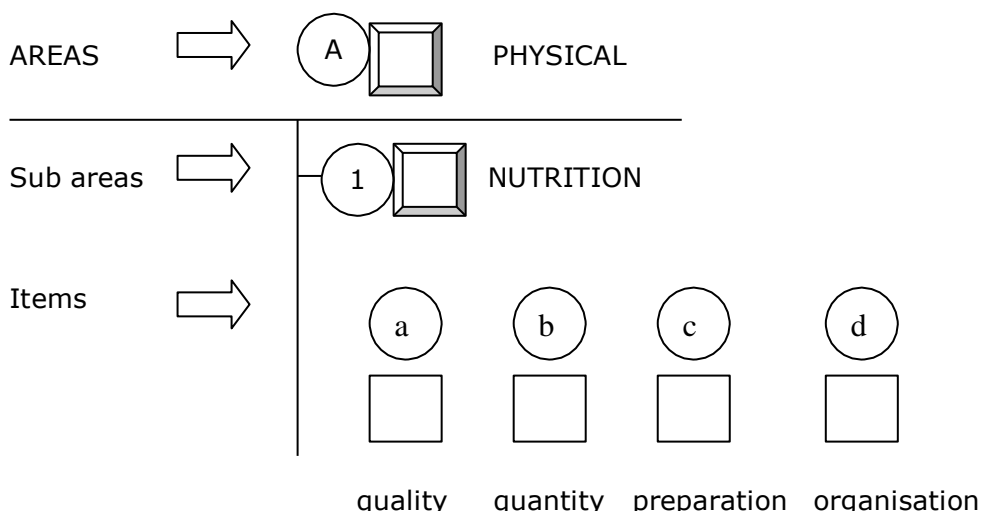 AREAS A PHYSICAL
Sub areas 1 NUTRITION
Items
a b c d
quality quantity preparation organisation